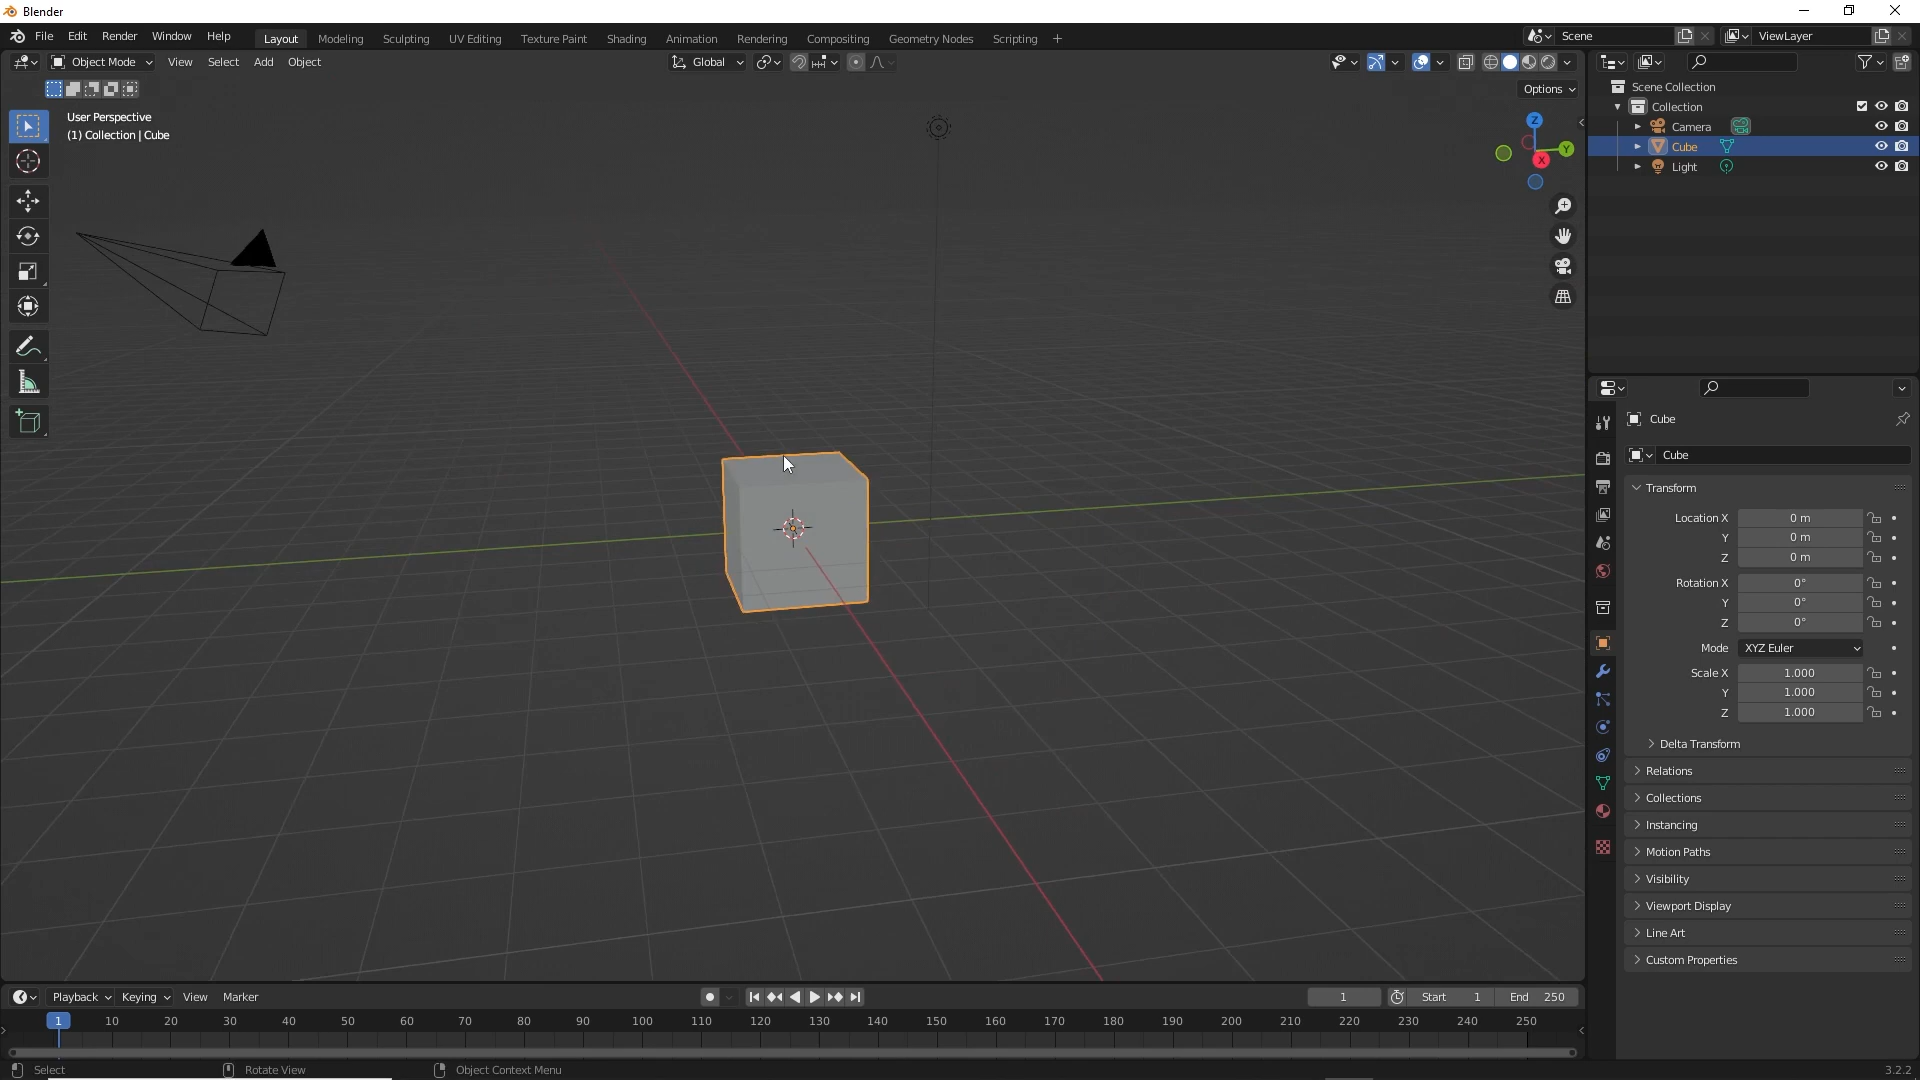 Blender
File Edit Render Window Help
Layout Modeling Sculpting UV Editing Texture Paint Shading Animation Rendering Compositing Geometry Nodes Scripting +
Scene
ViewLayer
Object Mode View Select Add Object
Global
Options
User Perspective
(1) Collection | Cube
Z
Y
X
Scene Collection
Collection
Camera
Cube
Light
Cube
Cube
Transform
Location X 0 m
Y 0 m
Z 0 m
Rotation X 0°
Y 0°
Z 0°
Mode XYZ Euler
Scale X 1.000
Y 1.000
Z 1.000
Delta Transform
Relations
Collections
Instancing
Motion Paths
Visibility
Viewport Display
Line Art
Custom Properties
Playback Keying View Marker
1 Start 1 End 250
1 10 20 30 40 50 60 70 80 90 100 110 120 130 140 150 160 170 180 190 200 210 220 230 240 250
Select Rotate View Object Context Menu
3.2.2